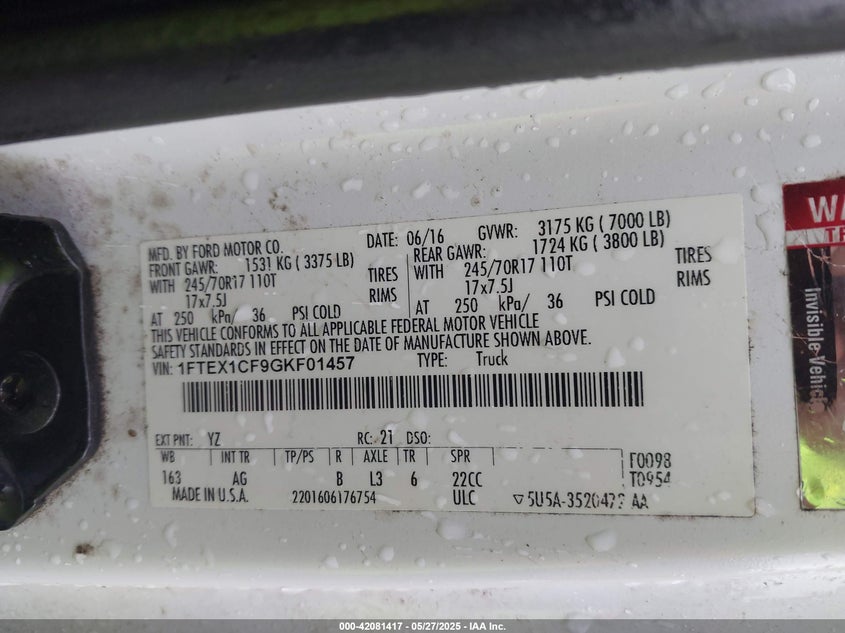 MFD. BY FORD MOTOR CO. DATE: 06/16 GVWR: 3175 KG ( 7000 LB)
FRONT GAWR: 1531 KG ( 3375 LB) REAR GAWR: 1724 KG ( 3800 LB)
WITH 245/70R17 110T TIRES WITH 245/70R17 110T TIRES
17x7.5J RIMS 17x7.5J RIMS
AT 250 kPa/ 36 PSI COLD AT 250 kPa/ 36 PSI COLD
THIS VEHICLE CONFORMS TO ALL APPLICABLE FEDERAL MOTOR VEHICLE
SAFETY STANDARDS IN EFFECT ON THE DATE OF MANUFACTURE SHOWN ABOVE.
VIN: 1FTEX1CF9GKF01457 TYPE: Truck
EXT PNT: YZ RC: 21 DSO:
WB INT TR TP/PS R AXLE TR SPR F0098
163 AG B L3 6 22CC T0954
MADE IN U.S.A. 2201606176754 ULC 5U5A-3520472 AA
Invisible Vehicle
000-42081417 - 05/27/2025 - IAA Inc.